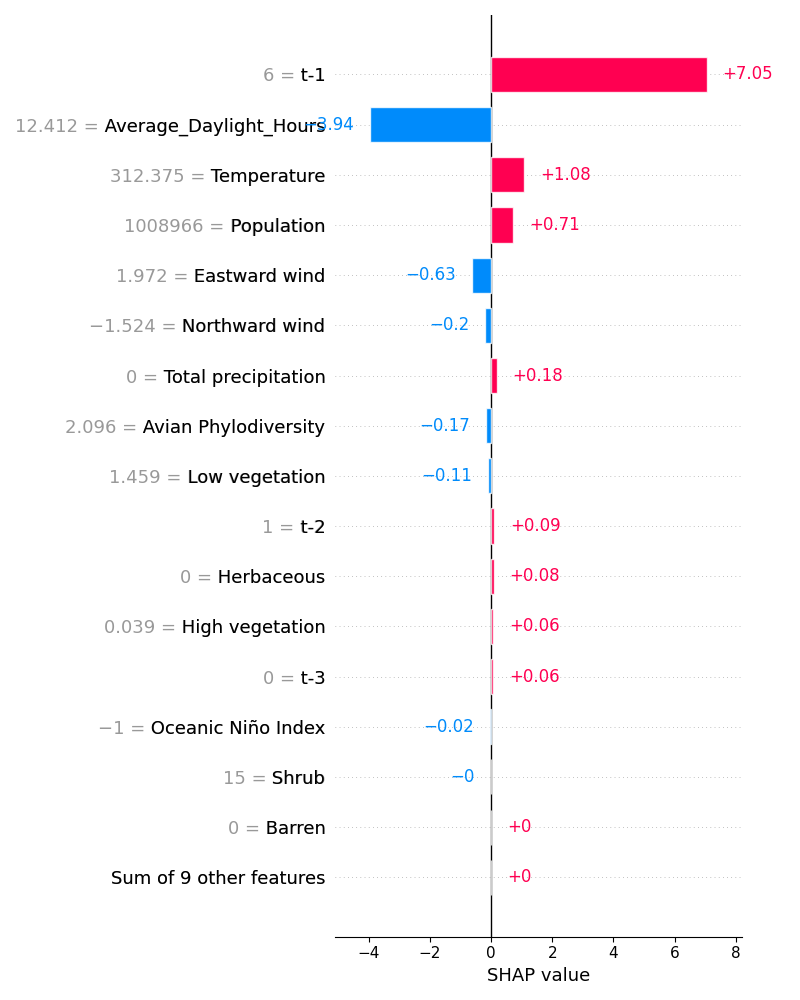 6 = t-1 +7.05
12.412 = Average_Daylight_Hours −3.94
312.375 = Temperature +1.08
1008966 = Population +0.71
1.972 = Eastward wind −0.63
−1.524 = Northward wind −0.2
0 = Total precipitation +0.18
2.096 = Avian Phylodiversity −0.17
1.459 = Low vegetation −0.11
1 = t-2 +0.09
0 = Herbaceous +0.08
0.039 = High vegetation +0.06
0 = t-3 +0.06
−1 = Oceanic Niño Index −0.02
15 = Shrub −0
0 = Barren +0
Sum of 9 other features +0
−4 −2 0 2 4 6 8
SHAP value